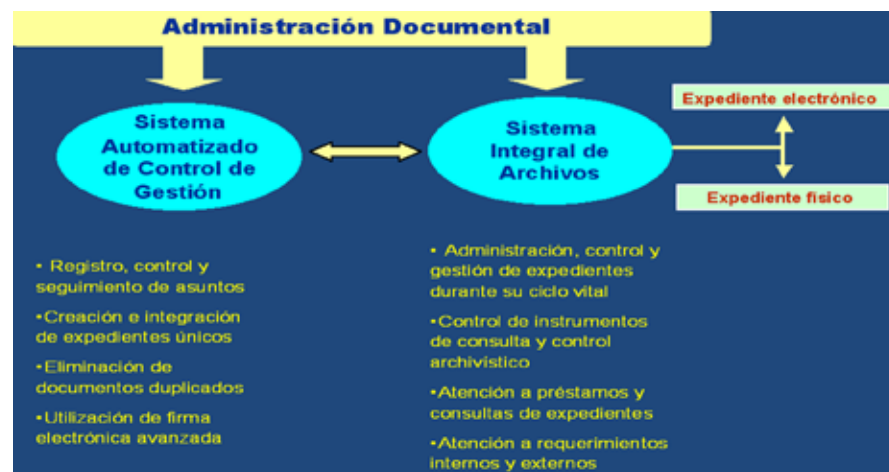 Administración Documental
Sistema
Automatizado
de Control de
Gestión
Sistema
Integral de
Archivos
Expediente electrónico
Expediente físico
• Registro, control y
seguimiento de asuntos
•Creación e integración
de expedientes únicos
•Eliminación de
documentos duplicados
•Utilización de firma
electrónica avanzada
• Administración, control y
gestión de expedientes
durante su ciclo vital
•Control de instrumentos
de consulta y control
archivístico
•Atención a préstamos y
consultas de expedientes
•Atención a requerimientos
internos y externos